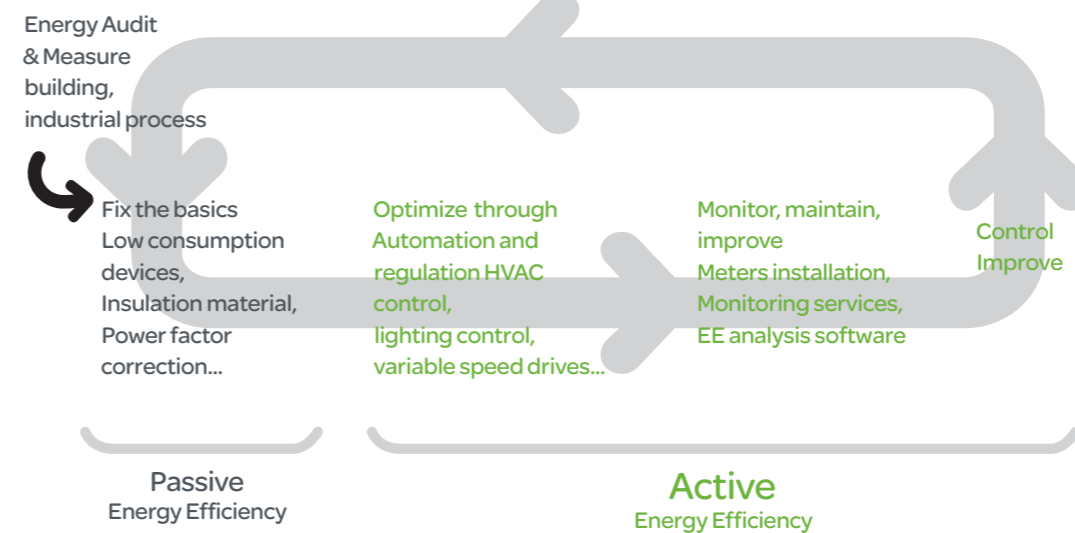 Energy Audit
& Measure
building,
industrial process
Fix the basics
Low consumption
devices,
Insulation material,
Power factor
correction...
Optimize through
Automation and
regulation HVAC
control,
lighting control,
variable speed drives...
Monitor, maintain,
improve
Meters installation,
Monitoring services,
EE analysis software
Control
Improve
Passive
Energy Efficiency
Active
Energy Efficiency